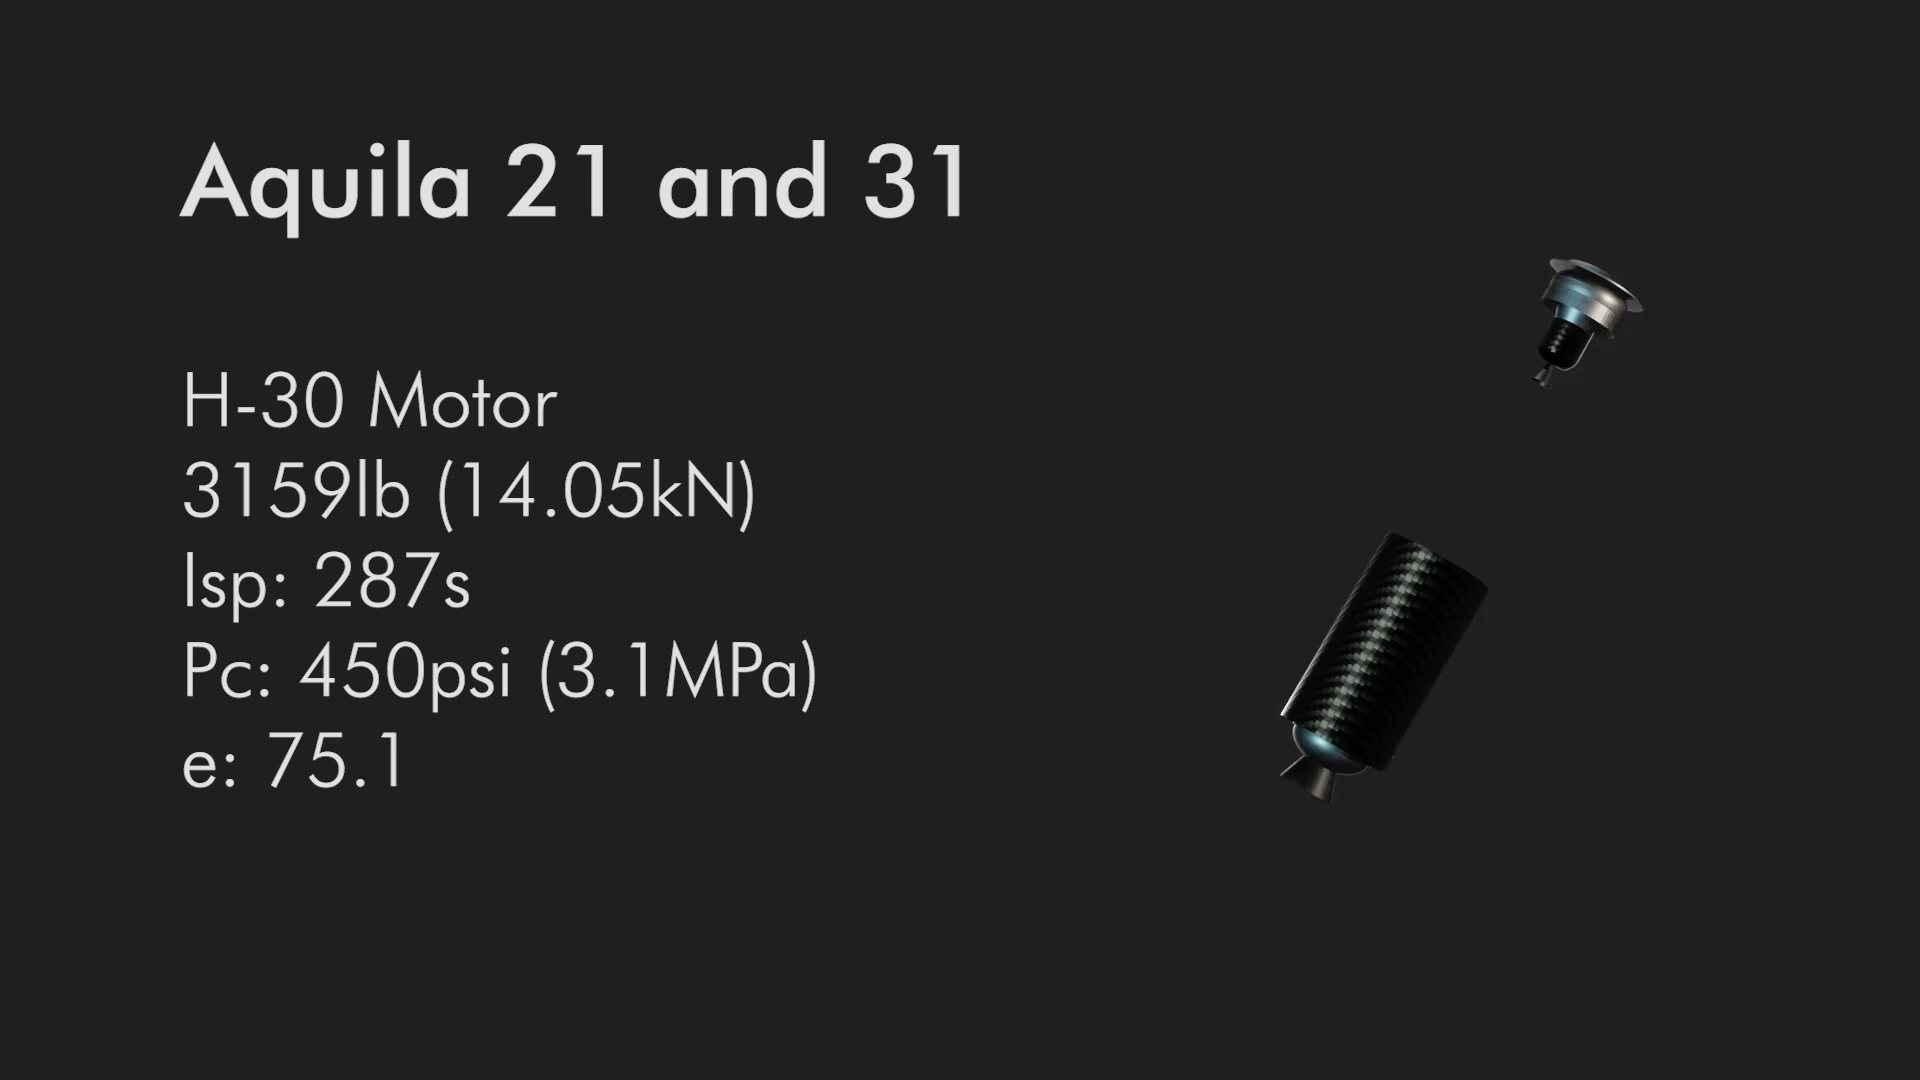 Aquila 21 and 31
H-30 Motor
3159lb (14.05kN)
Isp: 287s
Pc: 450psi (3.1MPa)
e: 75.1